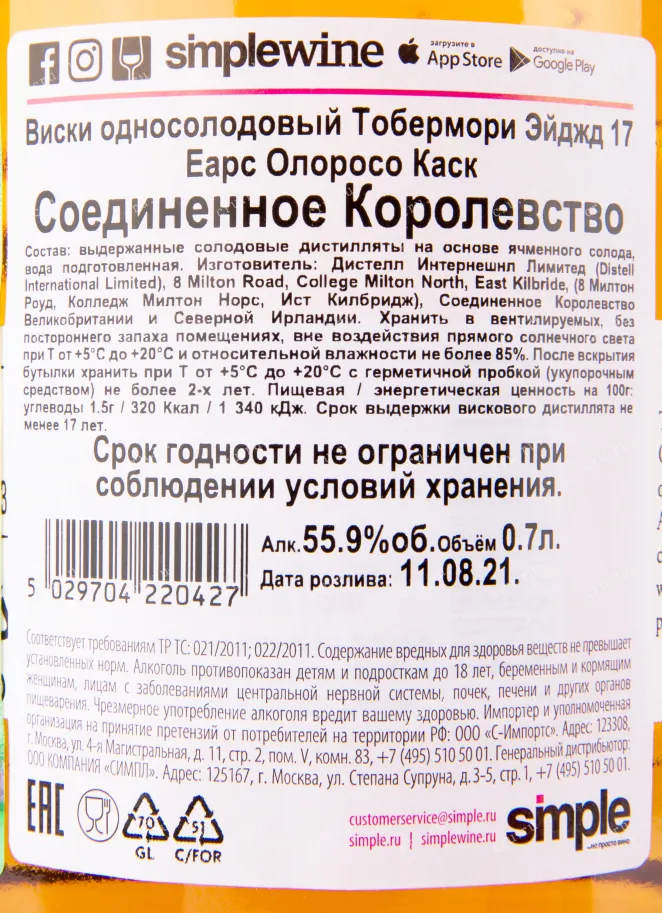 simplewine загрузите в App Store доступно на Google Play
Виски односолодовый Тобермори Эйджд 17
Еарс Олоросо Каск
Соединенное Королевство
Состав: выдержанные солодовые дистилляты на основе ячменного солода,
вода подготовленная. Изготовитель: Дистелл Интернешнл Лимитед (Distell
International Limited), 8 Milton Road, College Milton North, East Kilbride, (8 Милтон
Роуд, Колледж Милтон Норс, Ист Килбридж), Соединенное Королевство
Великобритании и Северной Ирландии. Хранить в вентилируемых, без
постороннего запаха помещениях, вне воздействия прямого солнечного света
при Т от +5°С до +20°С и относительной влажности не более 85%. После вскрытия
бутылки хранить при Т от +5°С до +20°С с герметичной пробкой (укупорочным
средством) не более 2-х лет. Пищевая / энергетическая ценность на 100г:
углеводы 1.5г / 320 Ккал / 1 340 кДж. Срок выдержки вискового дистиллята не
менее 17 лет.
Срок годности не ограничен при
соблюдении условий хранения.
Алк.55.9%об.Объём 0.7л.
Дата розлива: 11.08.21.
5 029704 220427
Соответствует требованиям ТР ТС: 021/2011; 022/2011. Содержание вредных для здоровья веществ не превышает
установленных норм. Алкоголь противопоказан детям и подросткам до 18 лет, беременным и кормящим
женщинам, лицам с заболеваниями центральной нервной системы, почек, печени и других органов
пищеварения. Чрезмерное употребление алкоголя вредит вашему здоровью. Импортер и уполномоченная
организация на принятие претензий от потребителей на территории РФ: ООО «С-Импортс». Адрес: 123308,
г. Москва, ул. 4-я Магистральная, д. 11, стр. 2, пом. V, комн. 83, +7 (495) 510 50 01. Генеральный дистрибьютор:
ООО КОМПАНИЯ «СИМПЛ». Адрес: 125167, г. Москва, ул. Степана Супруна, д.3-5, стр.1, +7 (495) 510 50 01.
EAC 70 GL 51 C/FOR
customerservice@simple.ru
simple.ru | simplewine.ru
simple
...не просто вино